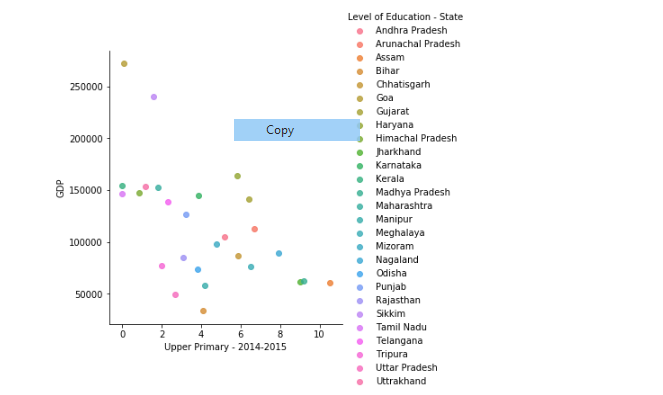 Level of Education - State
Andhra Pradesh
Arunachal Pradesh
Assam
Bihar
Chhatisgarh
Goa
Gujarat
Haryana
Himachal Pradesh
Jharkhand
Karnataka
Kerala
Madhya Pradesh
Maharashtra
Manipur
Meghalaya
Mizoram
Nagaland
Odisha
Punjab
Rajasthan
Sikkim
Tamil Nadu
Telangana
Tripura
Uttar Pradesh
Uttrakhand
Copy
GDP
250000
200000
150000
100000
50000
0 2 4 6 8 10
Upper Primary - 2014-2015